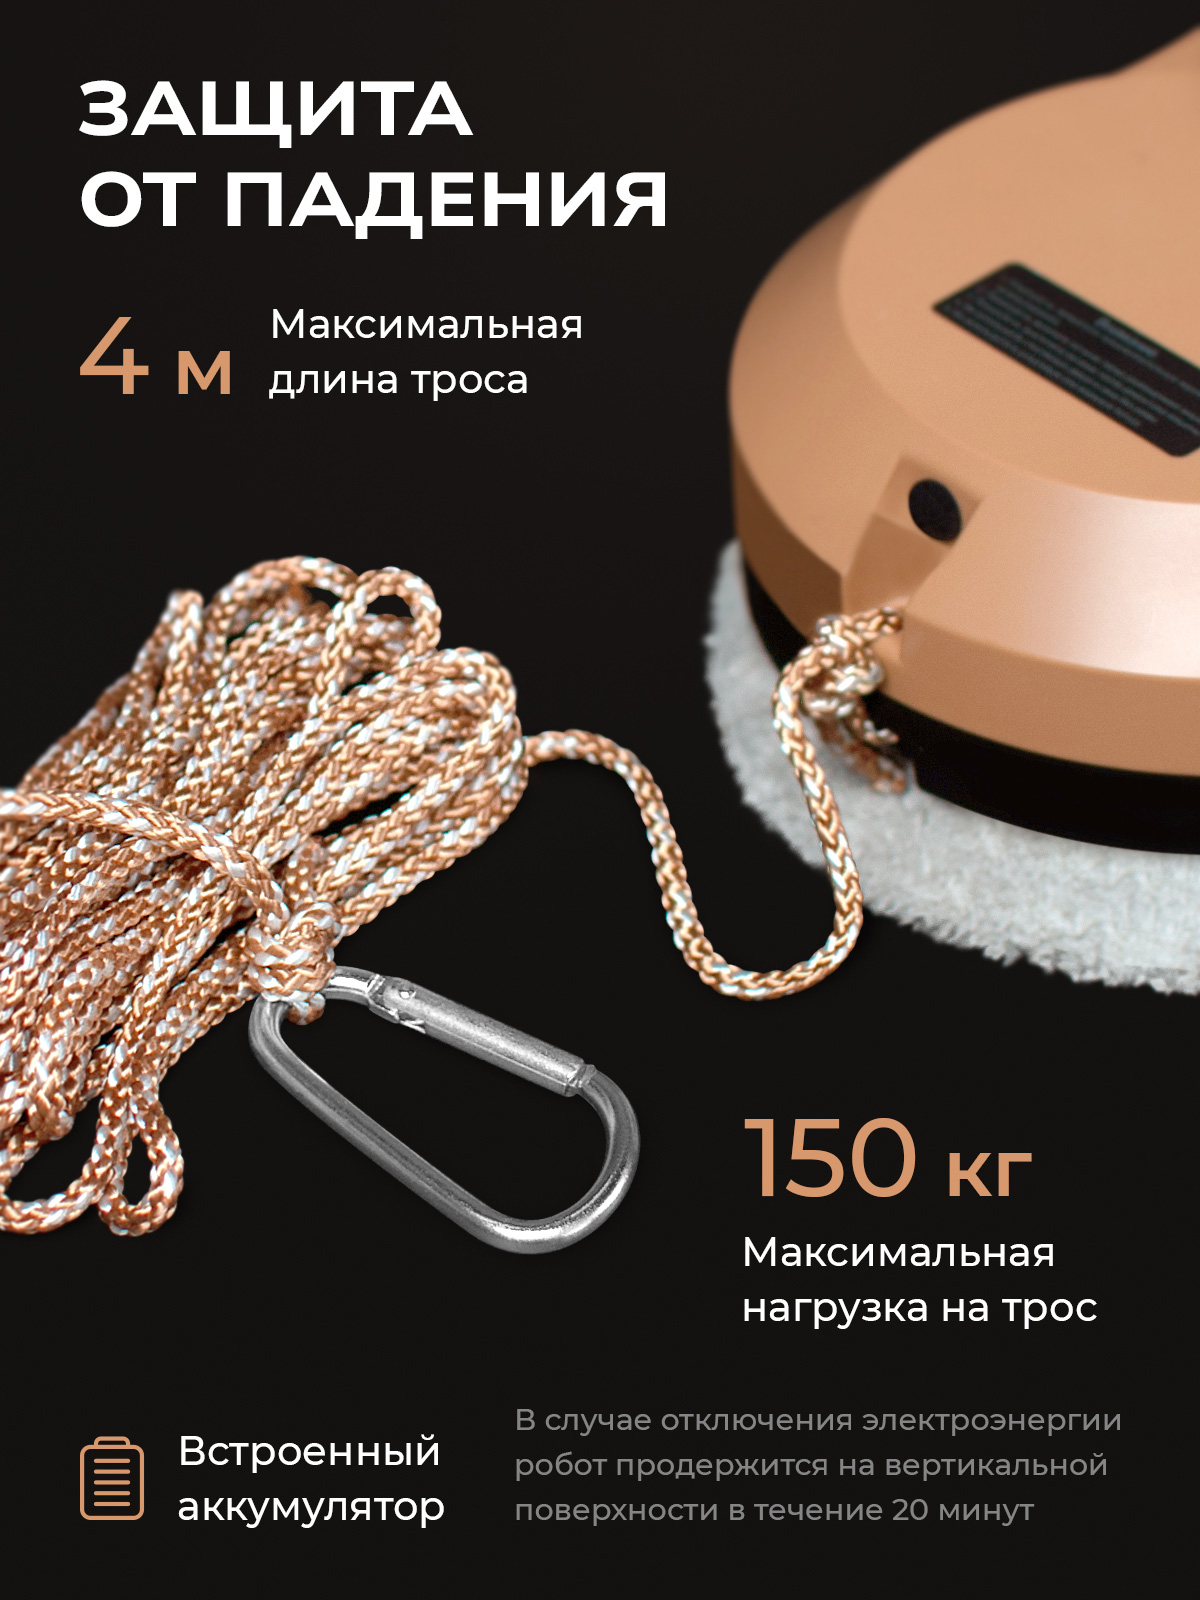 ЗАЩИТА
ОТ ПАДЕНИЯ
4 м
Максимальная
длина троса
150 кг
Максимальная
нагрузка на трос
Встроенный
аккумулятор
В случае отключения электроэнергии
робот продержится на вертикальной
поверхности в течение 20 минут